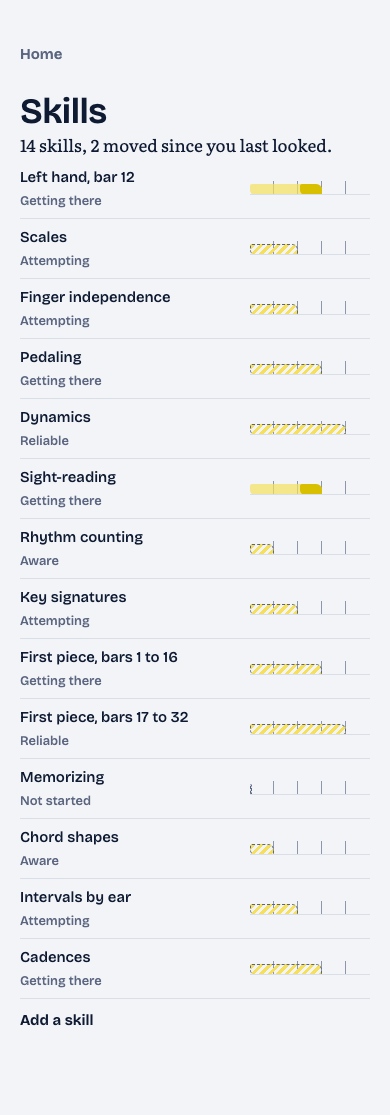 Home
Skills
14 skills, 2 moved since you last looked.
Left hand, bar 12
Getting there
Scales
Attempting
Finger independence
Attempting
Pedaling
Getting there
Dynamics
Reliable
Sight-reading
Getting there
Rhythm counting
Aware
Key signatures
Attempting
First piece, bars 1 to 16
Getting there
First piece, bars 17 to 32
Reliable
Memorizing
Not started
Chord shapes
Aware
Intervals by ear
Attempting
Cadences
Getting there
Add a skill